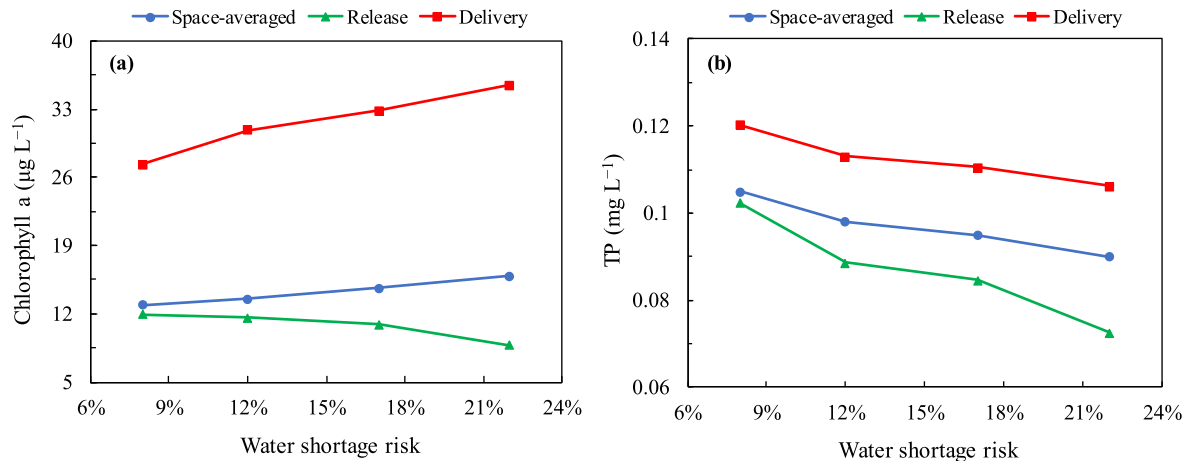 Space-averaged Release Delivery
(a)
40
33
26
19
12
5
Chlorophyll a (μg L⁻¹)
6% 9% 12% 15% 18% 21% 24%
Water shortage risk
Space-averaged Release Delivery
(b)
0.14
0.12
0.1
0.08
0.06
TP (mg L⁻¹)
6% 9% 12% 15% 18% 21% 24%
Water shortage risk